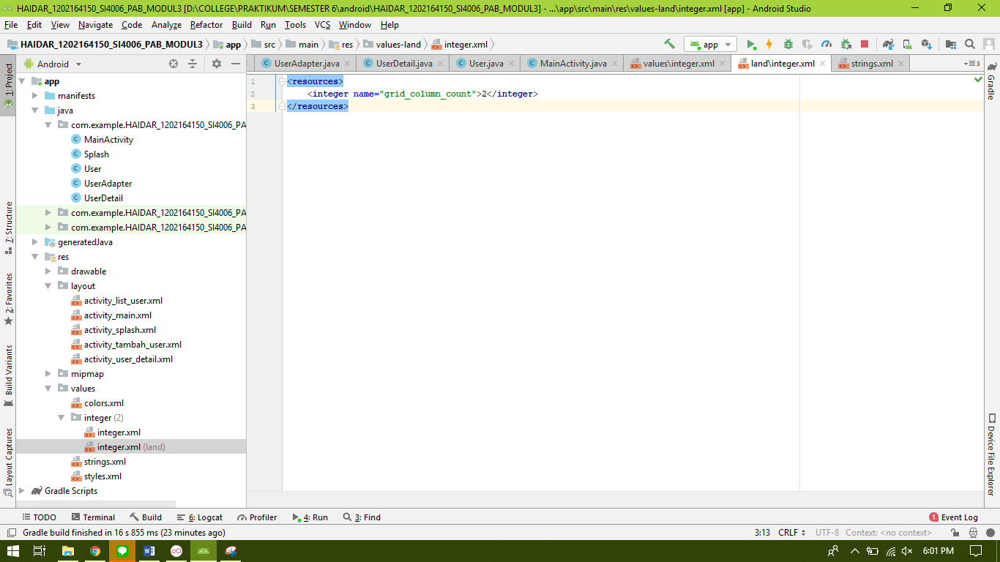 HAIDAR_1202164150_SI4006_PAB_MODUL3 [D:\COLLEGE\PRAKTIKUM\SEMESTER 6\android\HAIDAR_1202164150_SI4006_PAB_MODUL3] - ...\app\src\main\res\values-land\integer.xml [app] - Android Studio
File Edit View Navigate Code Analyze Refactor Build Run Tools VCS Window Help
HAIDAR_1202164150_SI4006_PAB_MODUL3 app src main res values-land integer.xml app
Android UserAdapter.java UserDetail.java User.java MainActivity.java values\integer.xml land\integer.xml strings.xml 3
1: Project
7: Structure
2: Favorites
Build Variants
Layout Captures
app
manifests
java
com.example.HAIDAR_1202164150_SI4006_PA
MainActivity
Splash
User
UserAdapter
UserDetail
com.example.HAIDAR_1202164150_SI4006_PA
com.example.HAIDAR_1202164150_SI4006_PA
generatedJava
res
drawable
layout
activity_list_user.xml
activity_main.xml
activity_splash.xml
activity_tambah_user.xml
activity_user_detail.xml
mipmap
values
colors.xml
integer (2)
integer.xml
integer.xml (land)
strings.xml
styles.xml
Gradle Scripts
1 <resources>
2 <integer name="grid_column_count">2</integer>
3 </resources>
Gradle
Device File Explorer
TODO Terminal Build 6: Logcat Profiler 4: Run 3: Find 1 Event Log
Gradle build finished in 16 s 855 ms (23 minutes ago) 3:13 CRLF UTF-8 Context: <no context>
6:01 PM